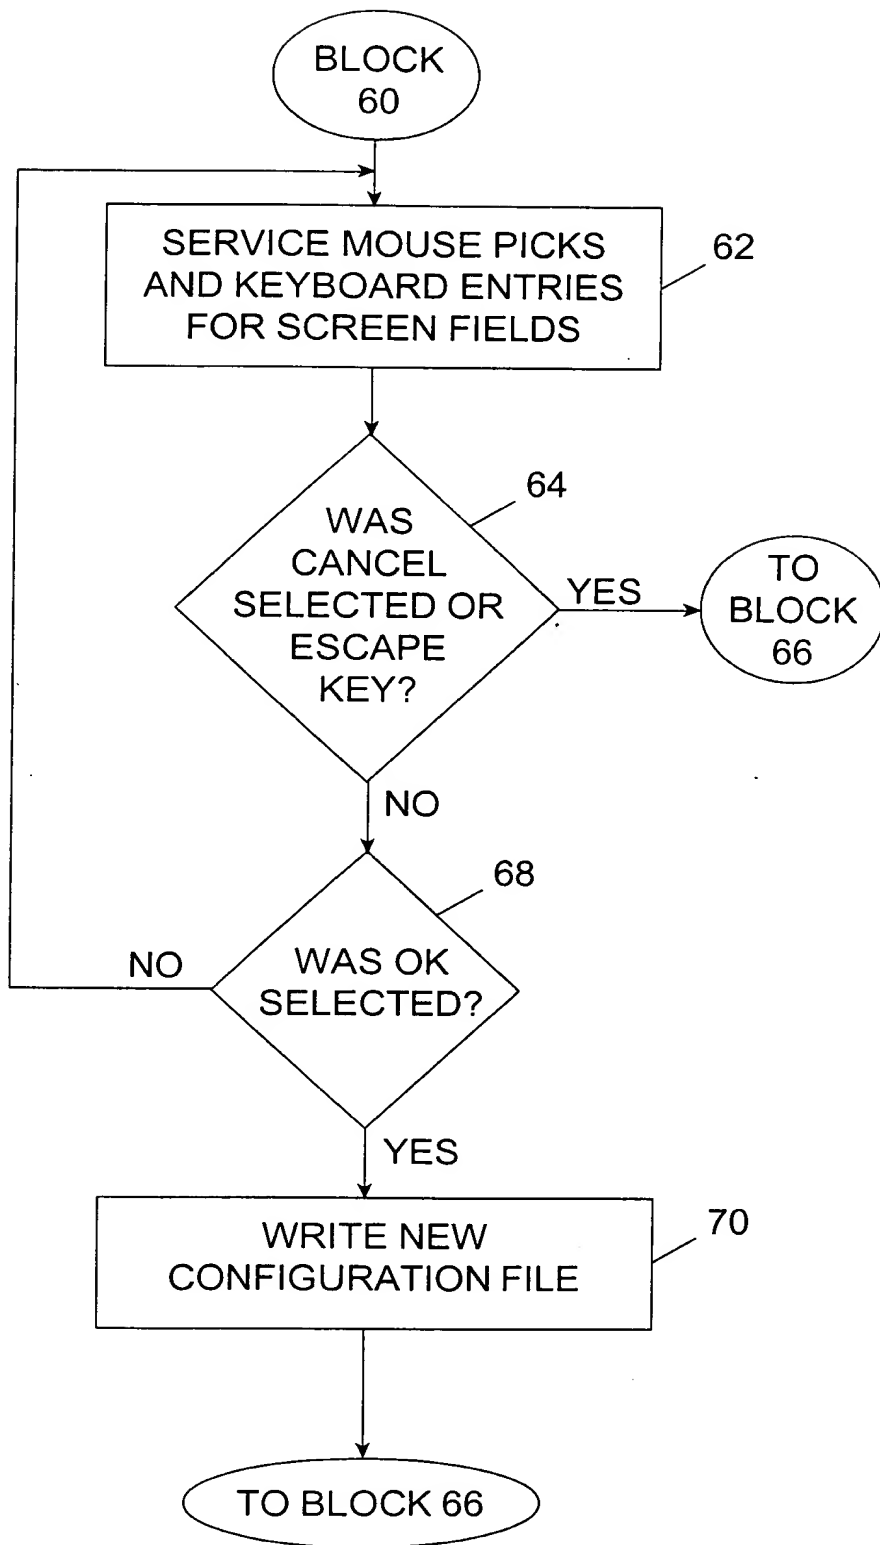 BLOCK
60
SERVICE MOUSE PICKS
AND KEYBOARD ENTRIES
FOR SCREEN FIELDS
62
WAS
CANCEL
SELECTED OR
ESCAPE
KEY?
64
YES
TO
BLOCK
66
NO
WAS OK
SELECTED?
68
NO
YES
WRITE NEW
CONFIGURATION FILE
70
TO BLOCK 66